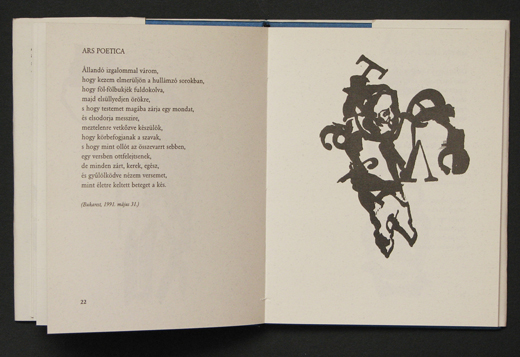 ARS POETICA
Állandó izgalommal várom,
hogy kezem elmerüljön a hullámzó sorokban,
hogy föl-fölbukjék fuldokolva,
majd elsüllyedjen örökre,
s hogy testemet magába zárja egy mondat,
és elsodorja messzire,
meztelenre vetkőzve készülök,
hogy körbefogjanak a szavak,
s hogy mint ollót az összevarrt sebben,
egy versben ottfelejtsenek,
de minden zárt, kerek, egész,
és gyűlölködve nézem versemet,
mint életre keltett beteget a kés.
(Bukarest, 1991. május 31.)
22